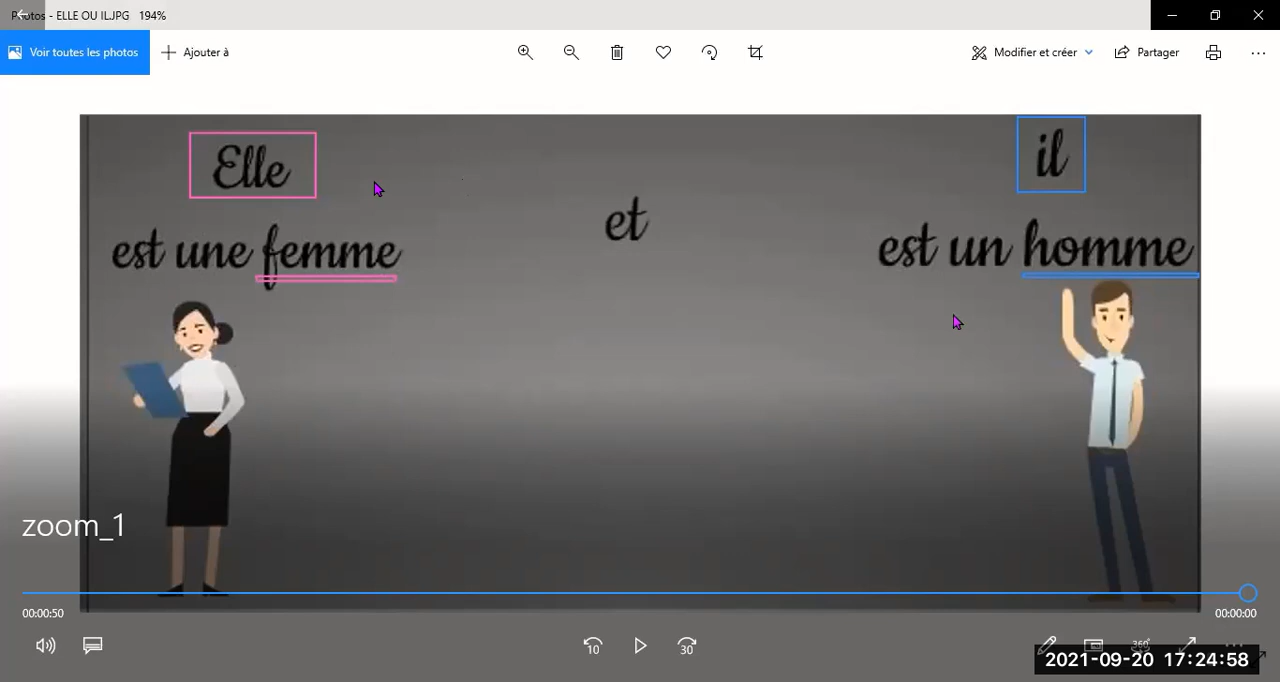 Photos - ELLE OU IL.JPG 194%
Voir toutes les photos
Ajouter à
Modifier et créer
Partager
Elle
il
et
est une femme
est un homme
zoom_1
00:00:50
00:00:00
10
30
2021-09-20 17:24:58